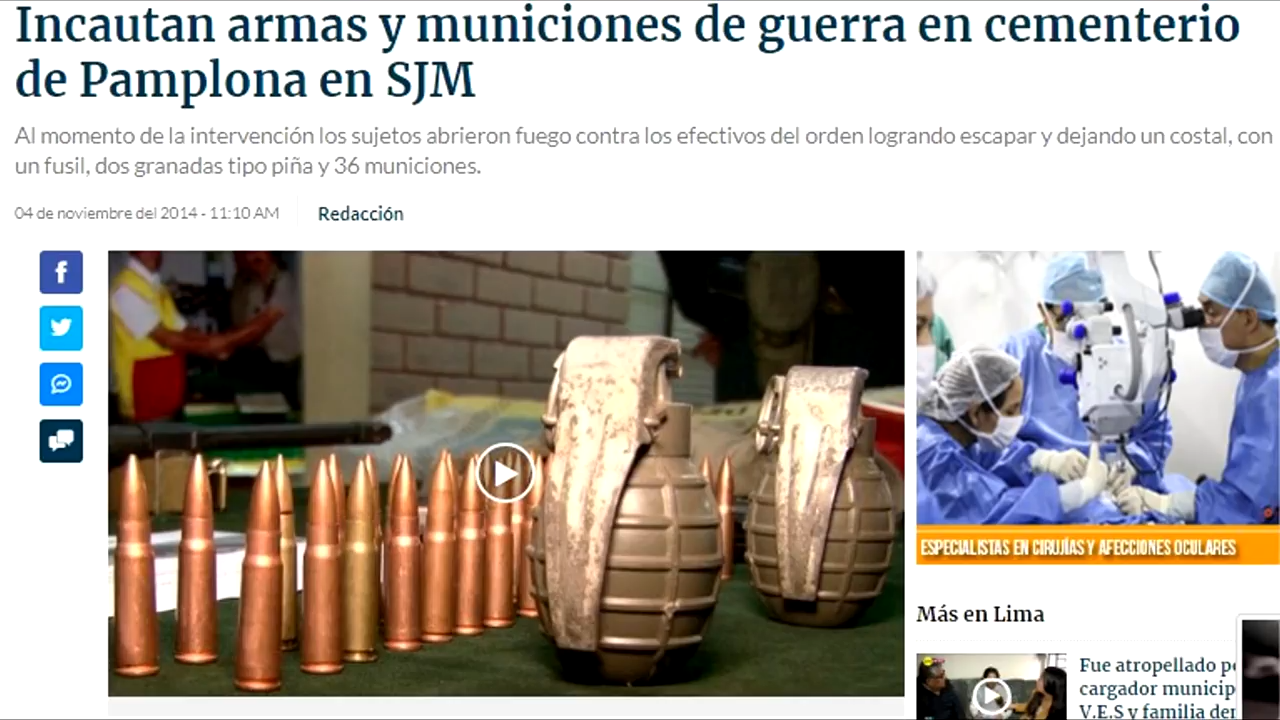 Incautan armas y municiones de guerra en cementerio
de Pamplona en SJM
Al momento de la intervención los sujetos abrieron fuego contra los efectivos del orden logrando escapar y dejando un costal, con
un fusil, dos granadas tipo piña y 36 municiones.
04 de noviembre del 2014 - 11:10 AM
Redacción
ESPECIALISTAS EN CIRUJÍAS Y AFECCIONES OCULARES
Más en Lima
Fue atropellado
cargador
V.E.S y familia